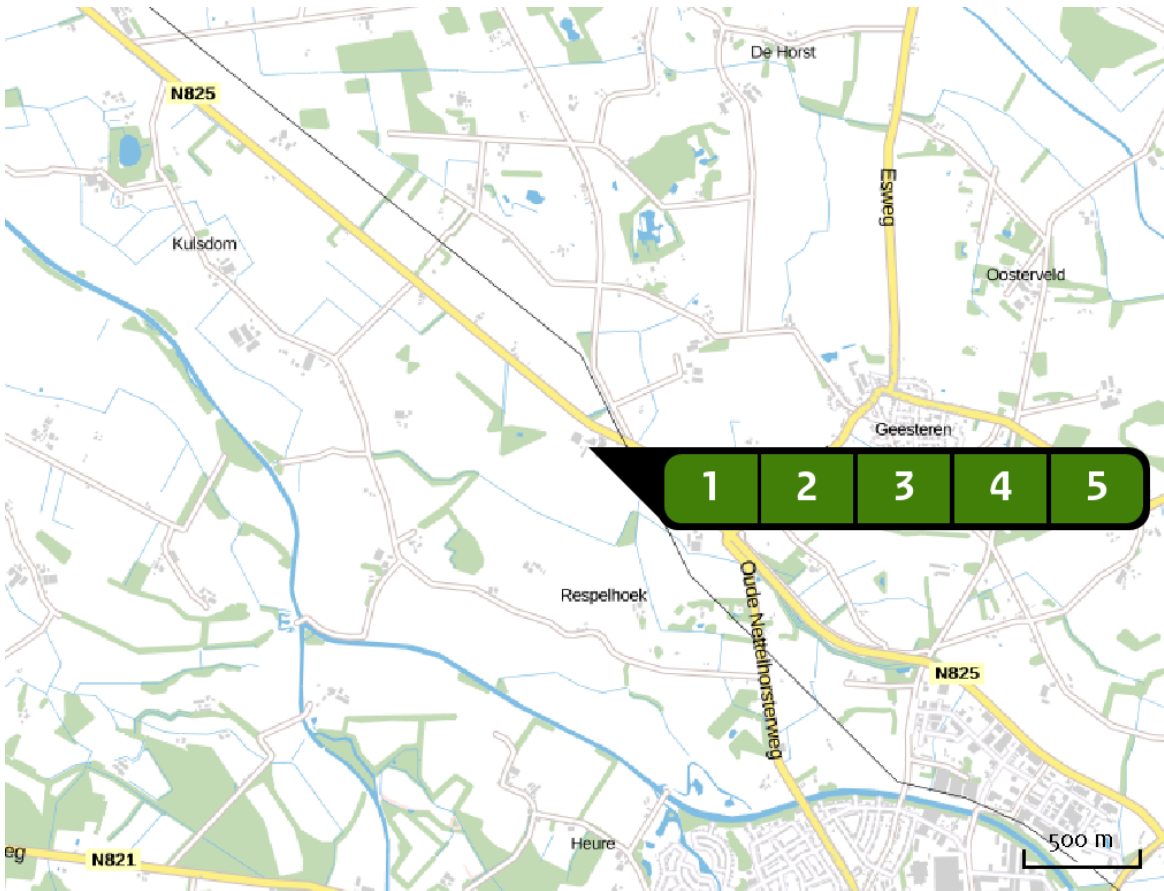 De Horst
N825
Esweg
Kulsdom
Oosterveld
Geesteren
1 2 3 4 5
Oude Nettelhorsterweg
Respelhoek
E
N825
500 m
Heure
eg
N821